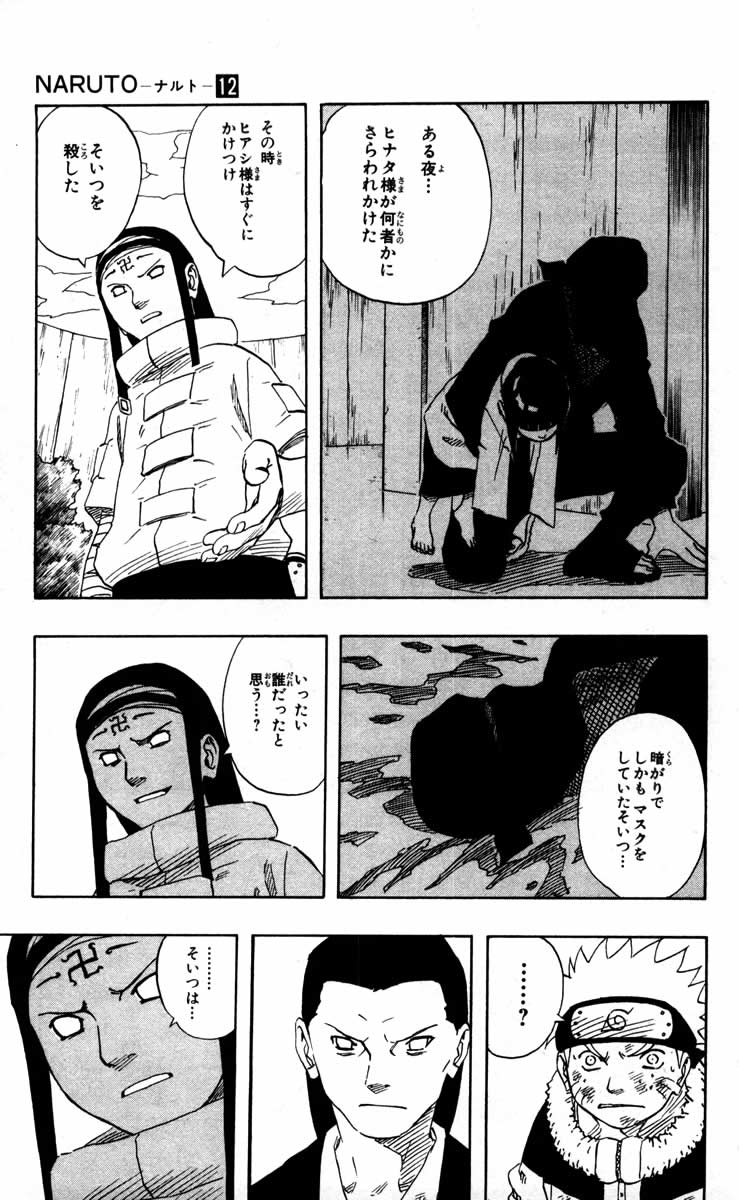 NARUTO―ナルト―12
ある夜…
ヒナタ様が何者かに
さらわれかけた
その時
ヒアシ様はすぐに
かけつけ
そいつを
殺した
暗がりで
しかも マスクを
していたそいつ…
いったい
誰だったと
思う…?
……?
………
そいつは…